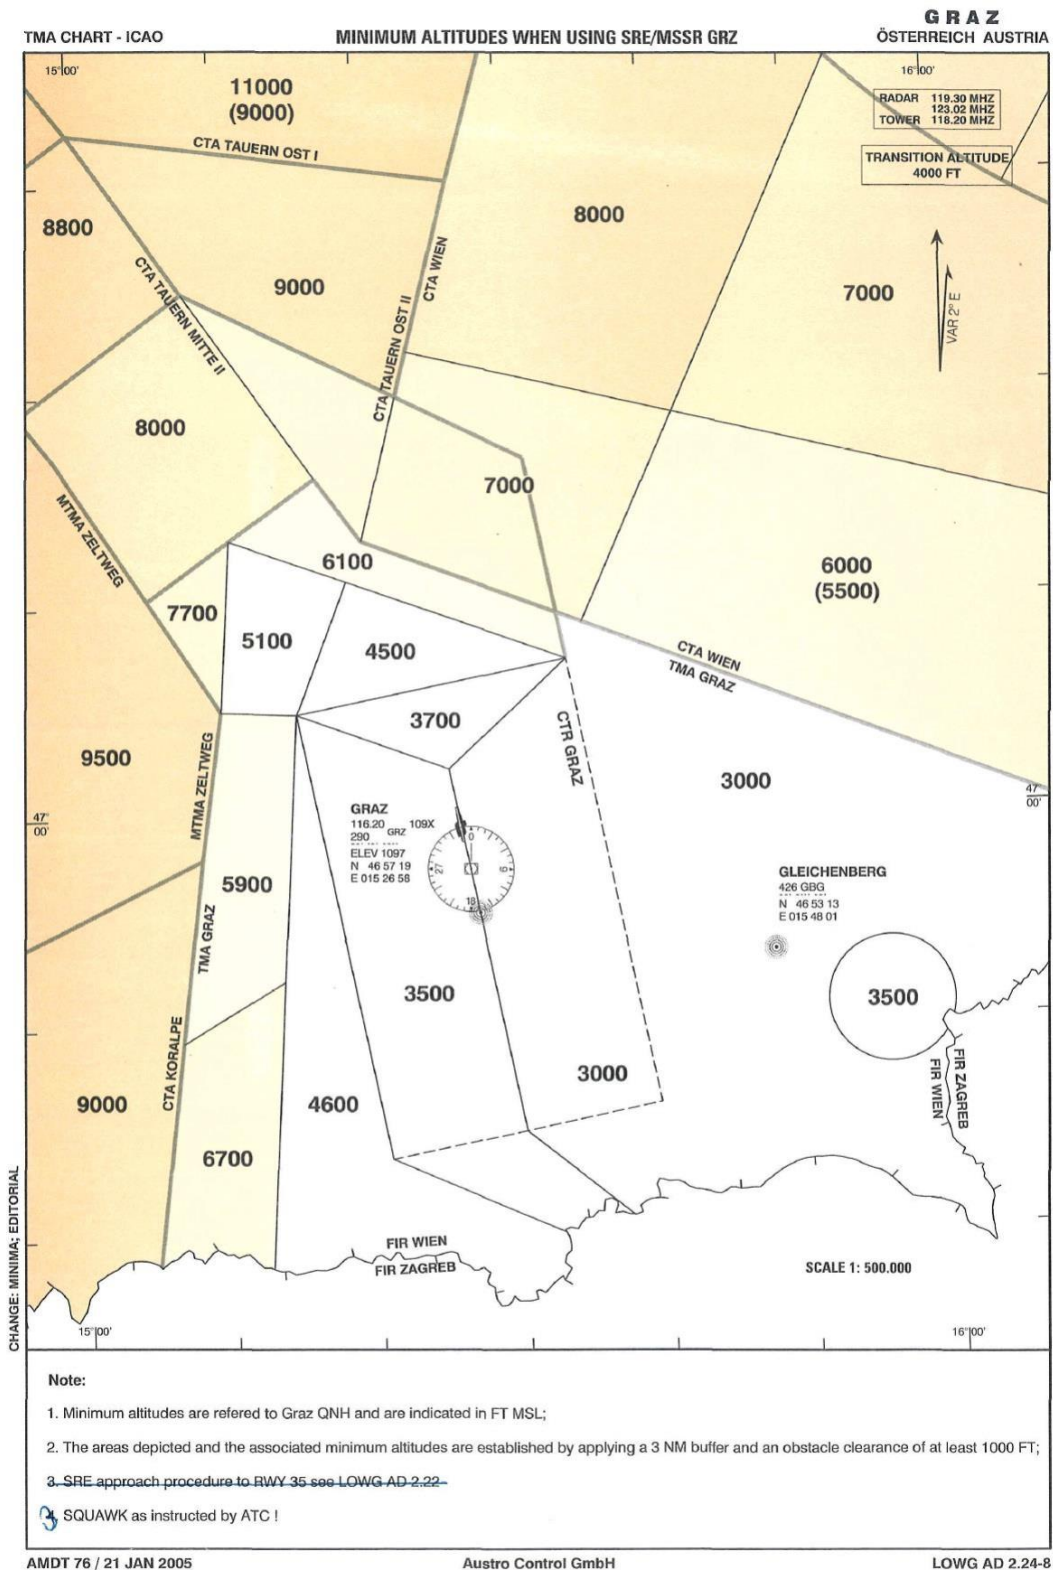 GRAZ
TMA CHART - ICAO
MINIMUM ALTITUDES WHEN USING SRE/MSSR GRZ
ÖSTERREICH AUSTRIA
15°00'
16°00'
11000
(9000)
RADAR 119.30 MHZ
123.02 MHZ
TOWER 118.20 MHZ
CTA TAUERN OST I
TRANSITION ALTITUDE
4000 FT
8800
8000
9000
CTA WIEN
7000
VAR 2° E
CTA TAUERN MITTE II
CTA TAUERN OST II
8000
7000
MTMA ZELTWEG
6100
6000
(5500)
7700
5100
4500
CTA WIEN
TMA GRAZ
3700
CTR GRAZ
9500
MTMA ZELTWEG
3000
47°
00'
47°
00'
GRAZ
116.20 GRZ 109X
290
ELEV 1097
N 46 57 19
E 015 26 58
0
9
18
27
GLEICHENBERG
426 GBG
N 46 53 13
E 015 48 01
5900
TMA GRAZ
3500
3500
CTA KORALPE
3000
FIR WIEN
FIR ZAGREB
9000
4600
6700
FIR WIEN
FIR ZAGREB
SCALE 1: 500.000
15°00'
16°00'
CHANGE: MINIMA; EDITORIAL
Note:
1. Minimum altitudes are refered to Graz QNH and are indicated in FT MSL;
2. The areas depicted and the associated minimum altitudes are established by applying a 3 NM buffer and an obstacle clearance of at least 1000 FT;
3. SRE approach procedure to RWY 35 see LOWG AD 2.22
3 SQUAWK as instructed by ATC !
AMDT 76 / 21 JAN 2005
Austro Control GmbH
LOWG AD 2.24-8